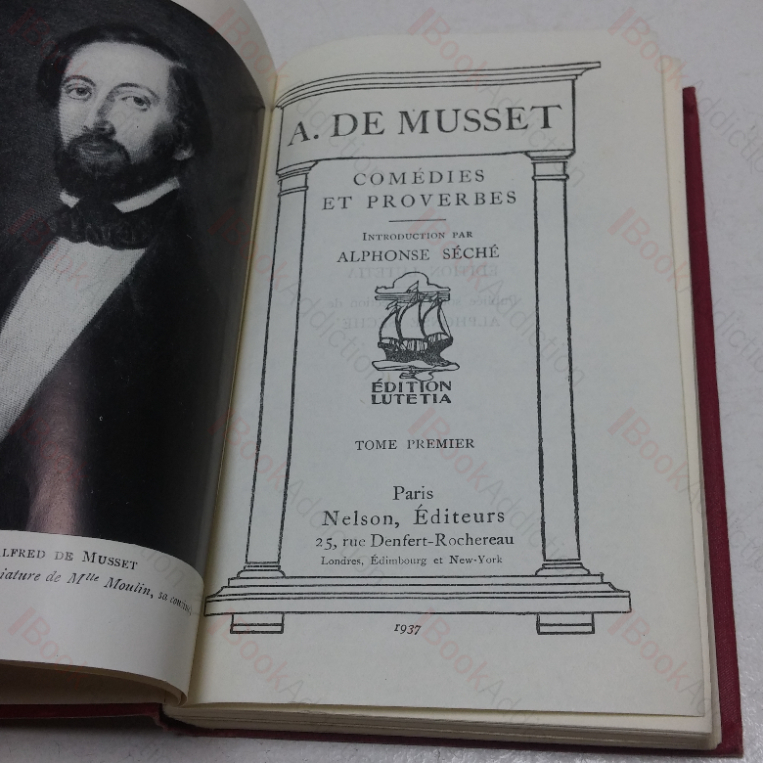 LFRED DE MUSSET
iature de Mlle Moulin, sa
A. DE MUSSET
COMÉDIES
ET PROVERBES
INTRODUCTION PAR
ALPHONSE SÉCHÉ
ÉDITION
LUTETIA
TOME PREMIER
Paris
Nelson, Éditeurs
25, rue Denfert-Rochereau
Londres, Édimbourg et New-York
1937
BookAddiction